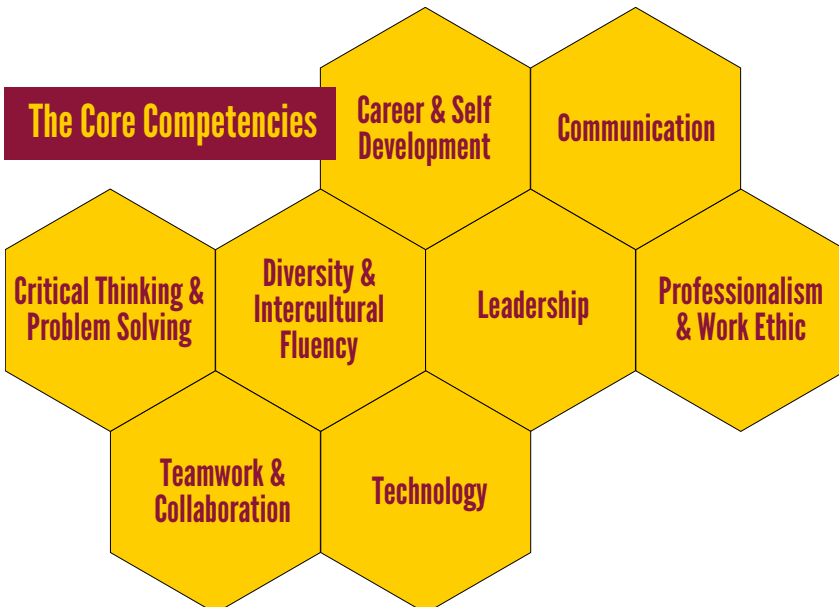 The Core Competencies
Career & Self
Development
Communication
Critical Thinking &
Problem Solving
Diversity &
Intercultural
Fluency
Leadership
Professionalism
& Work Ethic
Teamwork &
Collaboration
Technology